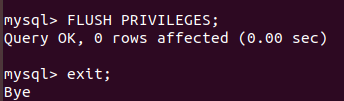 mysql> FLUSH PRIVILEGES;
Query OK, 0 rows affected (0.00 sec)
mysql> exit;
Bye